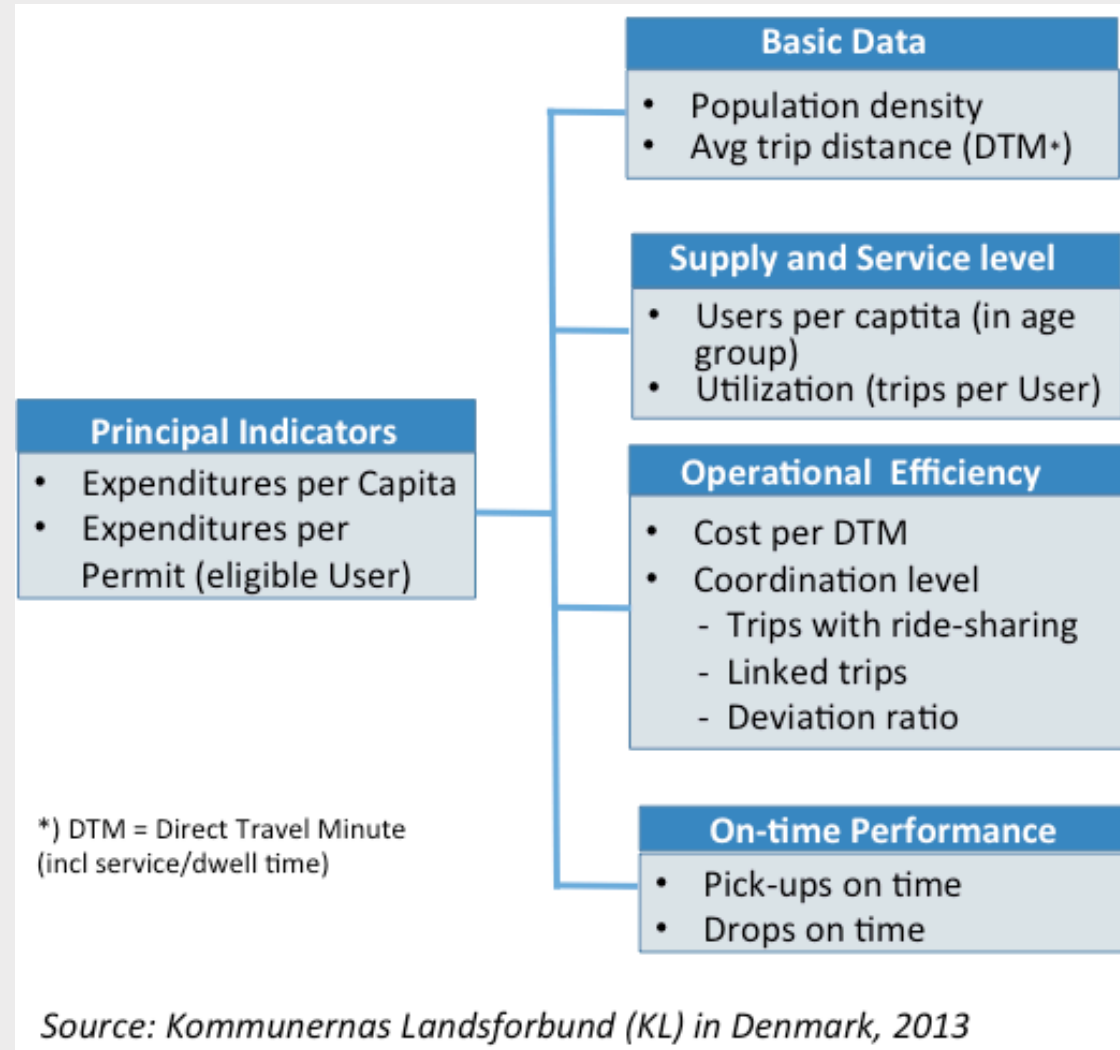 Basic Data
• Population density
• Avg trip distance (DTM*)
Supply and Service level
• Users per captita (in age
group)
• Utilization (trips per User)
Principal Indicators
• Expenditures per Capita
• Expenditures per
Permit (eligible User)
Operational Efficiency
• Cost per DTM
• Coordination level
- Trips with ride-sharing
- Linked trips
- Deviation ratio
On-time Performance
• Pick-ups on time
• Drops on time
*) DTM = Direct Travel Minute
(incl service/dwell time)
Source: Kommunernas Landsforbund (KL) in Denmark, 2013